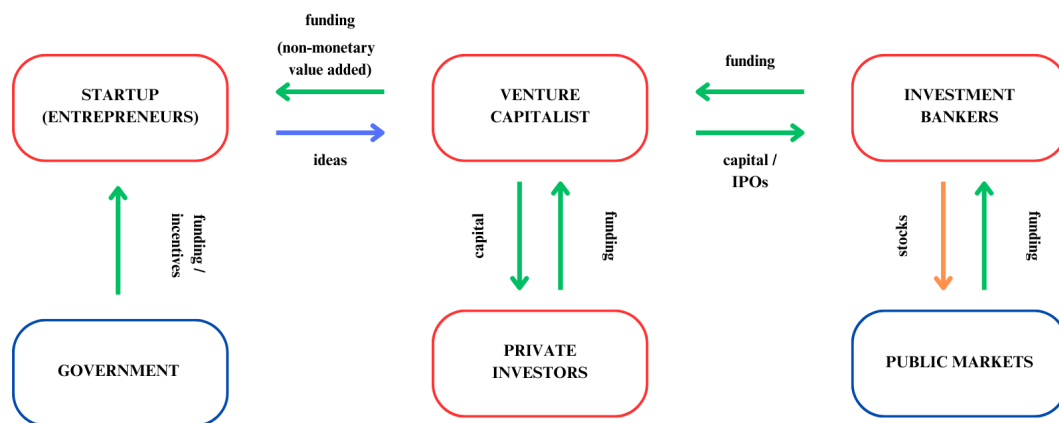 funding
(non-monetary
value added)
funding
STARTUP
(ENTREPRENEURS)
VENTURE
CAPITALIST
INVESTMENT
BANKERS
ideas
capital /
IPOs
funding /
incentives
capital
funding
stocks
funding
GOVERNMENT
PRIVATE
INVESTORS
PUBLIC MARKETS